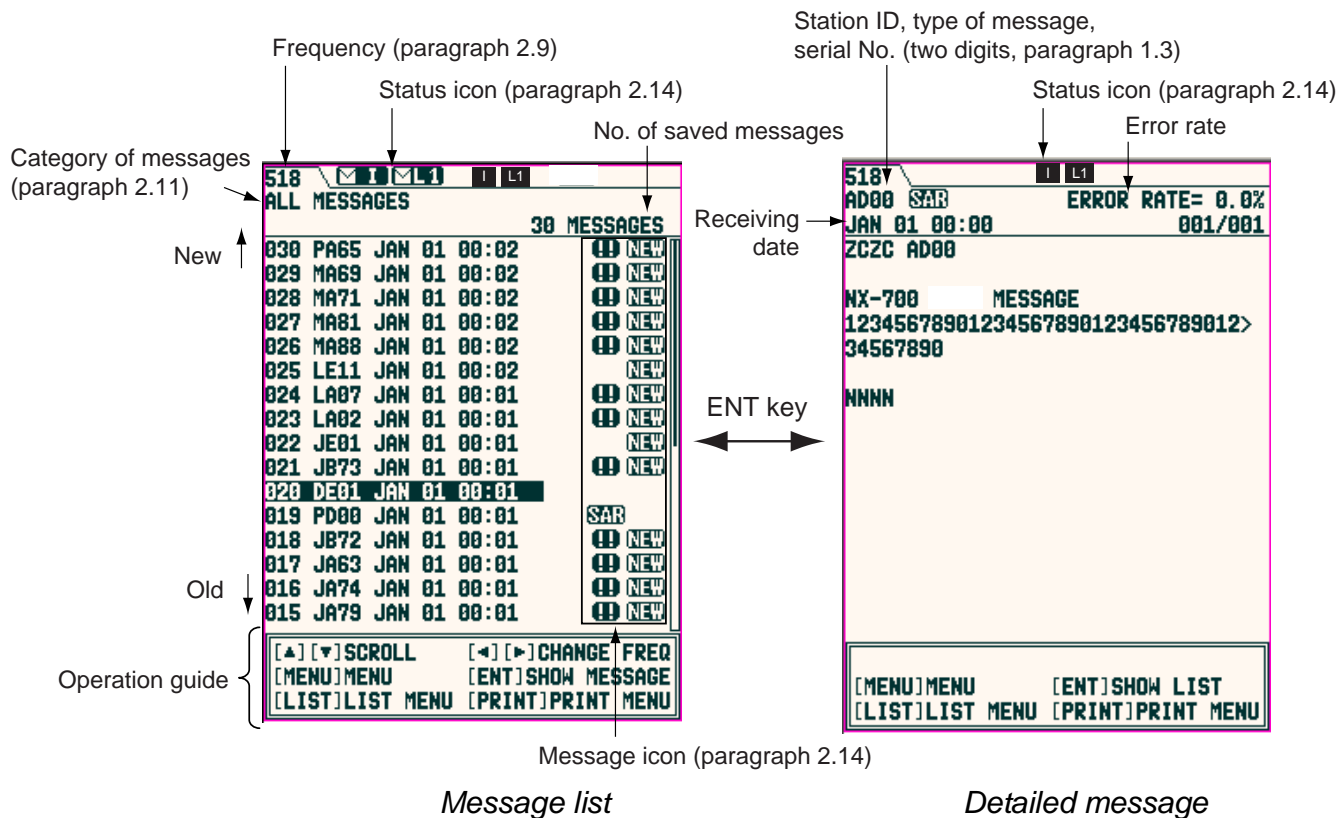 Station ID, type of message,
serial No. (two digits, paragraph 1.3)
Frequency (paragraph 2.9)
Status icon (paragraph 2.14)
Status icon (paragraph 2.14)
No. of saved messages
Error rate
Category of messages
(paragraph 2.11)
518 I L1 I L1
ALL MESSAGES
30 MESSAGES
New
030 PA65 JAN 01 00:02 !! NEW
029 MA69 JAN 01 00:02 !! NEW
028 MA71 JAN 01 00:02 !! NEW
027 MA81 JAN 01 00:02 !! NEW
026 MA88 JAN 01 00:02 !! NEW
025 LE11 JAN 01 00:02 NEW
024 LA07 JAN 01 00:01 !! NEW
023 LA02 JAN 01 00:01 !! NEW
022 JE01 JAN 01 00:01 NEW
021 JB73 JAN 01 00:01 !! NEW
020 DE01 JAN 01 00:01
019 PD00 JAN 01 00:01 SAR
018 JB72 JAN 01 00:01 !! NEW
017 JA63 JAN 01 00:01 !! NEW
016 JA74 JAN 01 00:01 !! NEW
015 JA79 JAN 01 00:01 !! NEW
Old
Operation guide
[▲][▼]SCROLL [◄][►]CHANGE FREQ
[MENU]MENU [ENT]SHOW MESSAGE
[LIST]LIST MENU [PRINT]PRINT MENU
Message icon (paragraph 2.14)
Message list
ENT key
Receiving
date
518 I L1
AD00 SAR ERROR RATE= 0.0%
JAN 01 00:00 001/001
ZCZC AD00
NX-700 MESSAGE
12345678901234567890123456789012>
34567890
NNNN
[MENU]MENU [ENT]SHOW LIST
[LIST]LIST MENU [PRINT]PRINT MENU
Detailed message